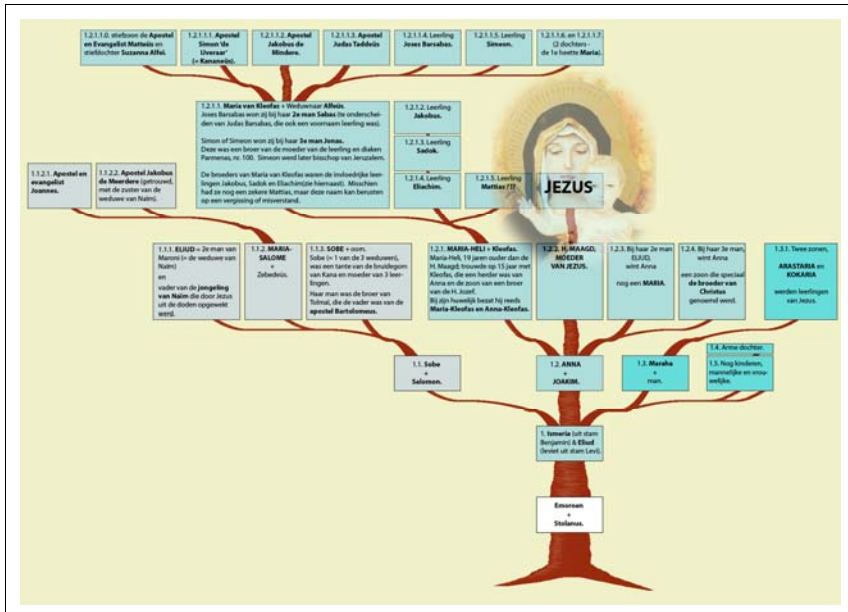 1.2.1.1.0. stiefzoon de Apostel
en Evangelist Matteüs en
stiefdochter Suzanna Alfeï.
1.2.1.1.1. Apostel
Simon 'de
IJveraar'
(= Kananeüs).
1.2.1.1.2. Apostel
Jakobus de
Mindere.
1.2.1.1.3. Apostel
Judas Taddeüs
1.2.1.1.4. Leerling
Joses Barsabas.
1.2.1.1.5. Leerling
Simeon.
1.2.1.1.6. en 1.2.1.1.7.
(2 dochters) -
de 1e heette Maria).
1.2.1.1. Maria van Kleofas + Weduwnaar Alfeüs.
Joses Barsabas won zij bij haar 2e man Sabas (te onderschei-
den van Judas Barsabas, die ook een voornaam leerling was).
Simon of Simeon won zij bij haar 3e man Jonas.
Deze was een broer van de moeder van de leerling en diaken
Parmenas, nr. 100. Simeon werd later bisschop van Jeruzalem.
De broeders van Maria van Kleofas waren de invloedrijke leer-
lingen Jakobus, Sadok en Eliachim(zie hiernaast). Misschien
had ze nog een zekere Mattias, maar deze naam kan berusten
op een vergissing of misverstand.
1.2.1.2. Leerling
Jakobus.
1.2.1.3. Leerling
Sadok.
1.2.1.4. Leerling
Eliachim.
1.2.1.5. Leerling
Mattias ???
JEZUS
1.1.2.1. Apostel en
evangelist
Joannes.
1.1.2.2. Apostel Jakobus
de Meerdere (getrouwd,
met de zuster van de
weduwe van Naïm).
1.1.1. ELIUD = 2e man van
Maroni (= de weduwe van
Naïm)
en
vader van de jongeling
van Naïm die door Jezus
uit de doden opgewekt
werd.
1.1.2. MARIA-
SALOME
+
Zebedeüs.
1.1.3. SOBE + oom.
Sobe (= 1 van de 3 weduwen),
was een tante van de bruidegom
van Kana en moeder van 3 leer-
lingen.
Haar man was de broer van
Tolmaï, die de vader was van de
apostel Bartolomeus.
1.2.1. MARIA-HELI + Kleofas.
Maria-Heli, 19 jaren ouder dan de
H. Maagd; trouwde op 15 jaar met
Kleofas, die een herder was van
Anna en de zoon van een broer
van de H. Jozef.
Bij zijn huwelijk bezat hij reeds
Maria-Kleofas en Anna-Kleofas.
1.2.2. H. MAAGD;
MOEDER
VAN JEZUS.
1.2.3. Bij haar 2e man
ELIUD,
wint Anna
nog een MARIA.
1.2.4. Bij haar 3e man,
wint Anna
een zoon die speciaal
de broeder van
Christus
genoemd werd.
1.3.1. Twee zonen,
ARASTARIA en
KOKARIA
werden leerlingen
van Jezus.
1.1. Sobe
+
Salomon.
1.2. ANNA
+
JOAKIM.
1.3. Maraha
+
man.
1.4. Arme dochter.
1.5. Nog kinderen,
mannelijke en vrou-
welijke.
1. Ismeria (uit stam
Benjamin) & Eliud
(leviet uit stam Levi).
Emoroen
+
Stolanus.